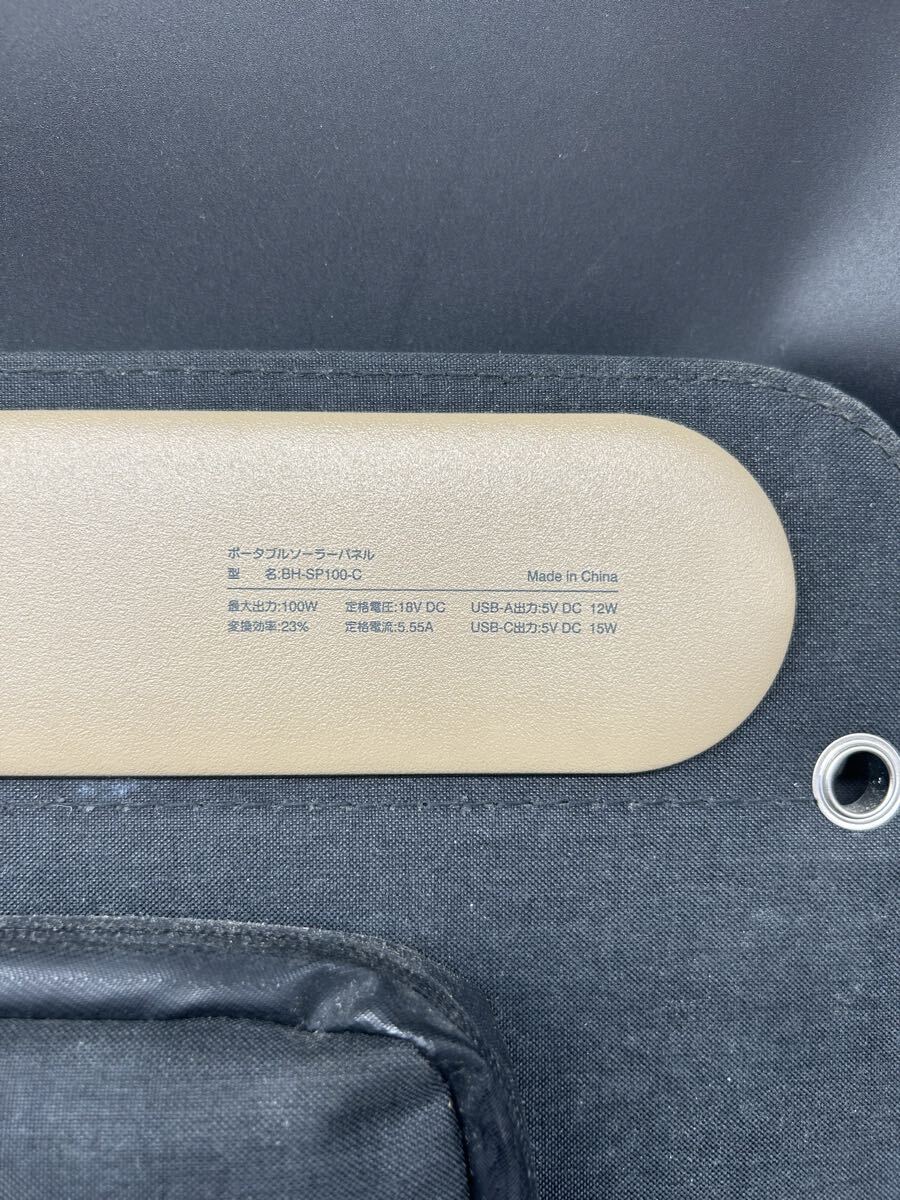 ポータブルソーラーパネル
型　　名:BH-SP100-C　Made in China
最大出力:100W　定格電圧:18V DC　USB-A出力:5V DC 12W
変換効率:23%　定格電流:5.55A　USB-C出力:5V DC 15W